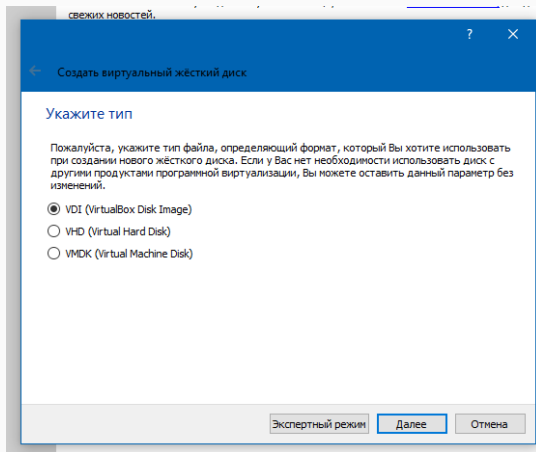 свежих новостей.
?
Создать виртуальный жёсткий диск
Укажите тип
Пожалуйста, укажите тип файла, определяющий формат, который Вы хотите использовать
при создании нового жёсткого диска. Если у Вас нет необходимости использовать диск с
другими продуктами программной виртуализации, Вы можете оставить данный параметр без
изменений.
VDI (VirtualBox Disk Image)
VHD (Virtual Hard Disk)
VMDK (Virtual Machine Disk)
Экспертный режим Далее Отмена